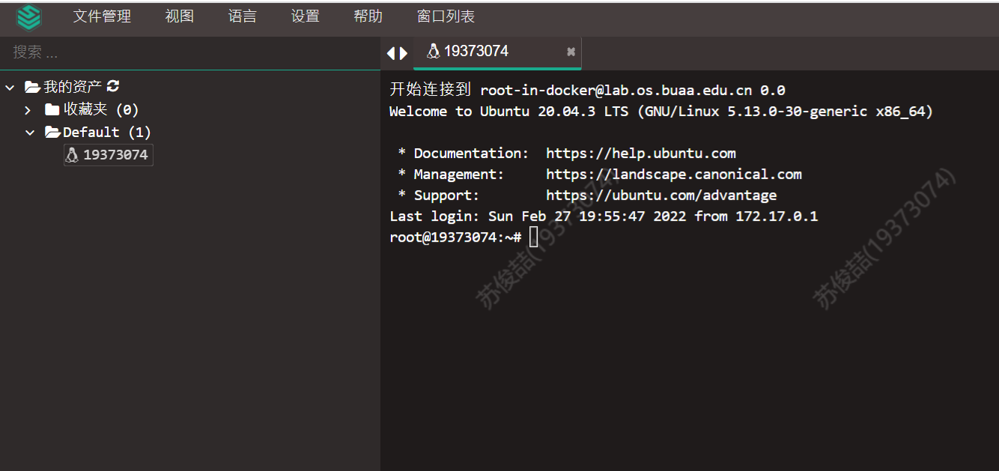 文件管理 视图 语言 设置 帮助 窗口列表
搜索 ...
19373074
我的资产
收藏夹 (0)
Default (1)
19373074
开始连接到 root-in-docker@lab.os.buaa.edu.cn 0.0
Welcome to Ubuntu 20.04.3 LTS (GNU/Linux 5.13.0-30-generic x86_64)
* Documentation: https://help.ubuntu.com
* Management: https://landscape.canonical.com
* Support: https://ubuntu.com/advantage
Last login: Sun Feb 27 19:55:47 2022 from 172.17.0.1
root@19373074:~#
苏俊喆(19373074)
苏俊喆(19373074)